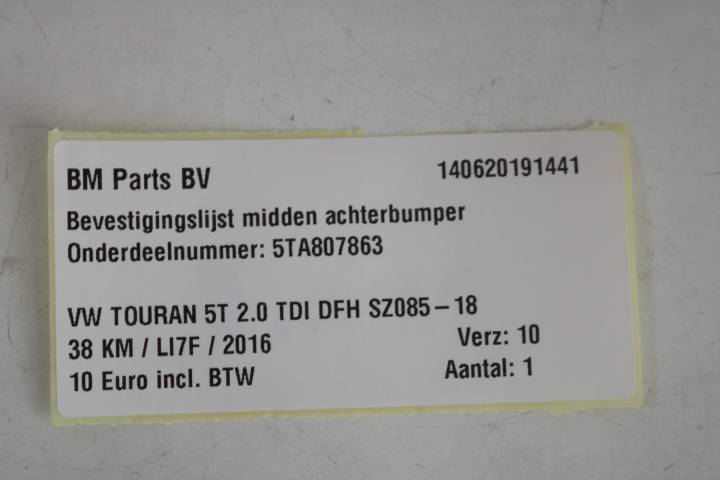 BM Parts BV 140620191441
Bevestigingslijst midden achterbumper
Onderdeelnummer: 5TA807863
VW TOURAN 5T 2.0 TDI DFH SZ085-18
38 KM / LI7F / 2016 Verz: 10
10 Euro incl. BTW Aantal: 1